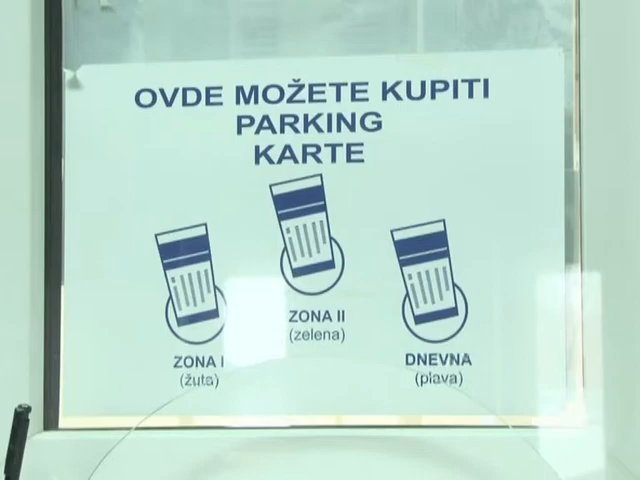 OVDE MOŽETE KUPITI
PARKING
KARTE
ZONA II
(zelena)
ZONA I
(žuta)
DNEVNA
(plava)